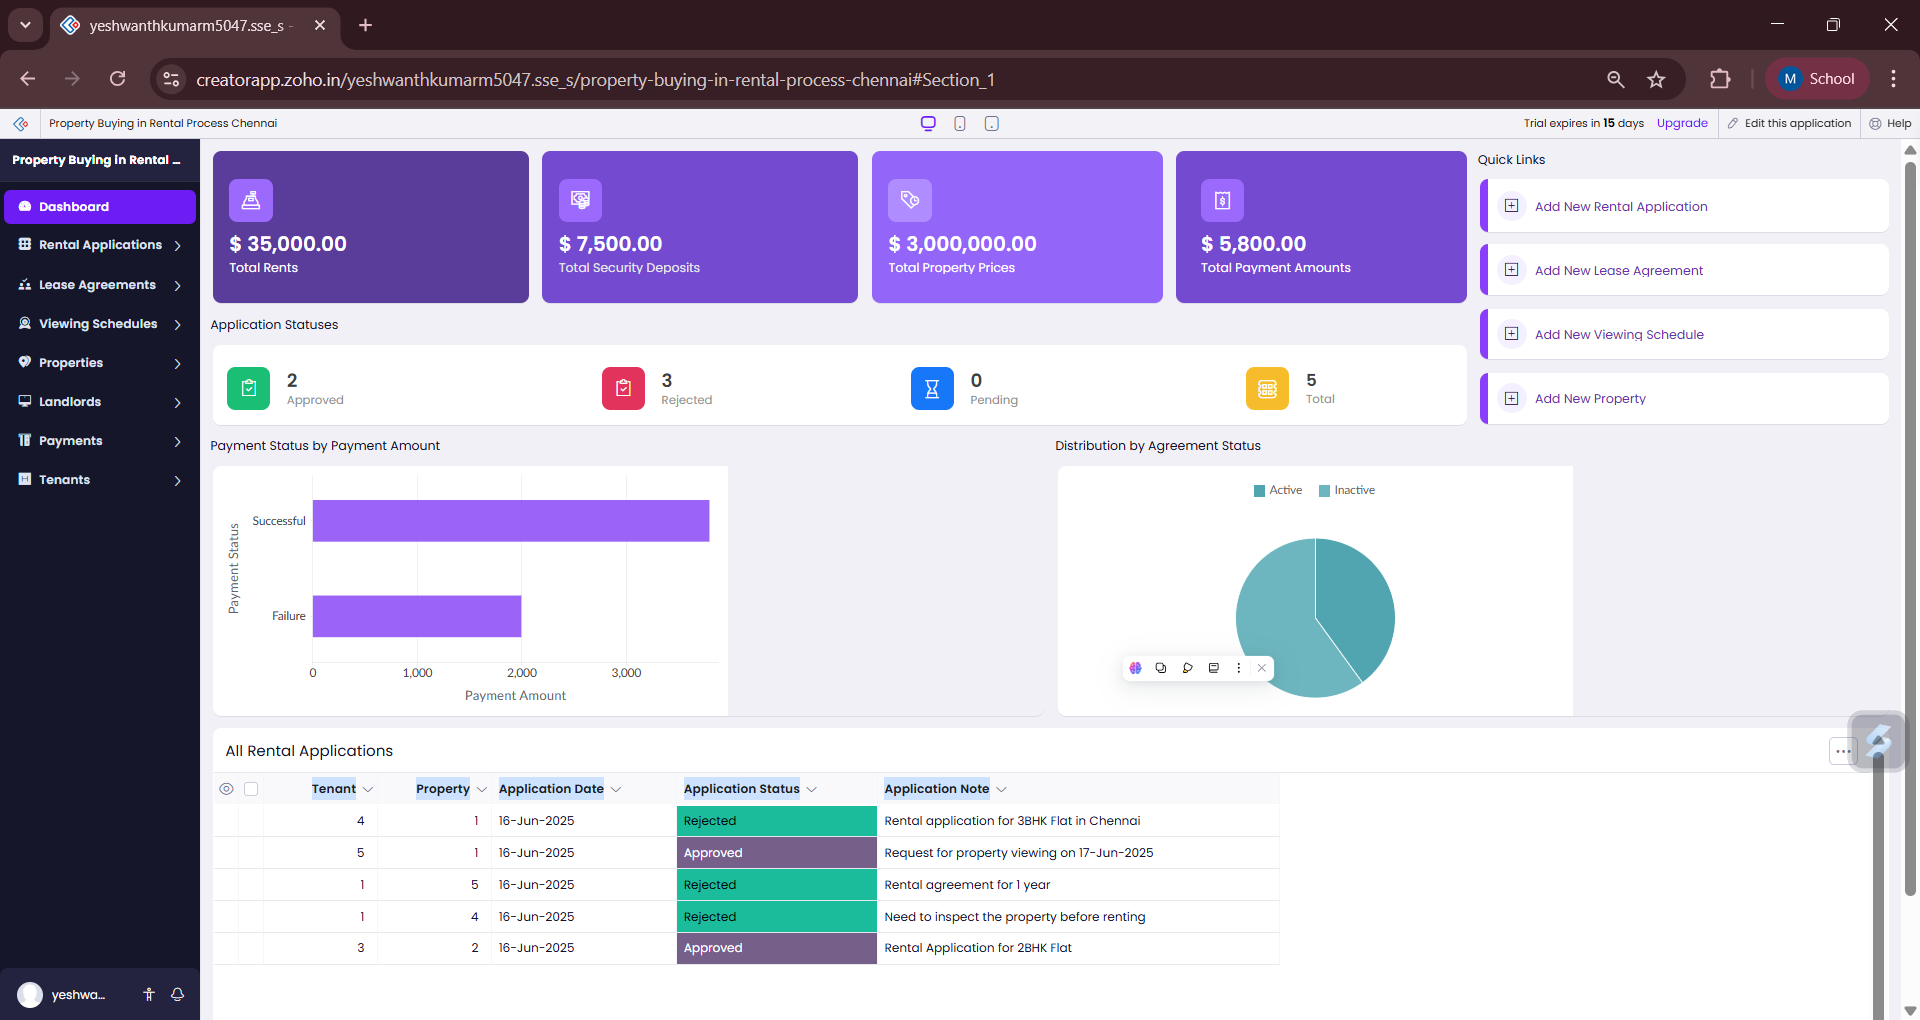 yeshwanthkumarm5047.sse_s -
creatorapp.zoho.in/yeshwanthkumarm5047.sse_s/property-buying-in-rental-process-chennai#Section_1
M School
Property Buying in Rental Process Chennai
Trial expires in 15 days Upgrade Edit this application Help
Property Buying in Rental ...
Dashboard
Rental Applications
Lease Agreements
Viewing Schedules
Properties
Landlords
Payments
Tenants
yeshwa...
$ 35,000.00
Total Rents
$ 7,500.00
Total Security Deposits
$ 3,000,000.00
Total Property Prices
$ 5,800.00
Total Payment Amounts
Quick Links
Add New Rental Application
Add New Lease Agreement
Add New Viewing Schedule
Add New Property
Application Statuses
2
Approved
3
Rejected
0
Pending
5
Total
Payment Status by Payment Amount
Payment Status
Successful
Failure
0 1,000 2,000 3,000
Payment Amount
Distribution by Agreement Status
Active Inactive
All Rental Applications
Tenant Property Application Date Application Status Application Note
4 1 16-Jun-2025 Rejected Rental application for 3BHK Flat in Chennai
5 1 16-Jun-2025 Approved Request for property viewing on 17-Jun-2025
1 5 16-Jun-2025 Rejected Rental agreement for 1 year
1 4 16-Jun-2025 Rejected Need to inspect the property before renting
3 2 16-Jun-2025 Approved Rental Application for 2BHK Flat